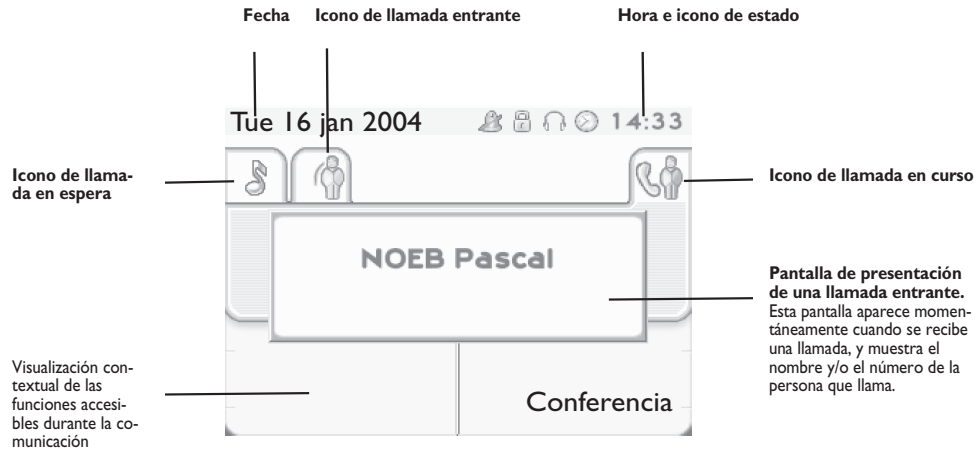 Fecha
Icono de llamada entrante
Hora e icono de estado
Tue 16 jan 2004
14:33
Icono de llama-
da en espera
Icono de llamada en curso
NOEB Pascal
Pantalla de presentación
de una llamada entrante.
Esta pantalla aparece momen-
táneamente cuando se recibe
una llamada, y muestra el
nombre y/o el número de la
persona que llama.
Visualización con-
textual de las
funciones accesi-
bles durante la co-
municación
Conferencia